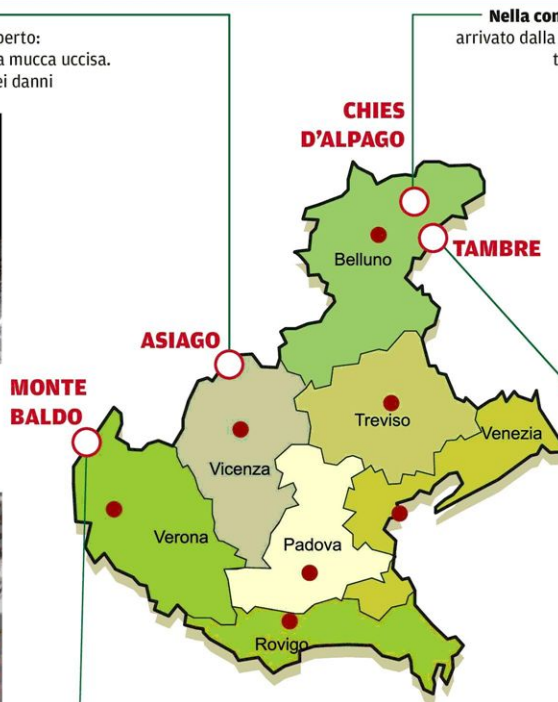 perto:
a mucca uccisa.
ei danni
Nella con
arrivato dalla
t
CHIES
D'ALPAGO
Belluno
TAMBRE
ASIAGO
MONTE
BALDO
Treviso
Venezia
Vicenza
Verona
Padova
Rovigo